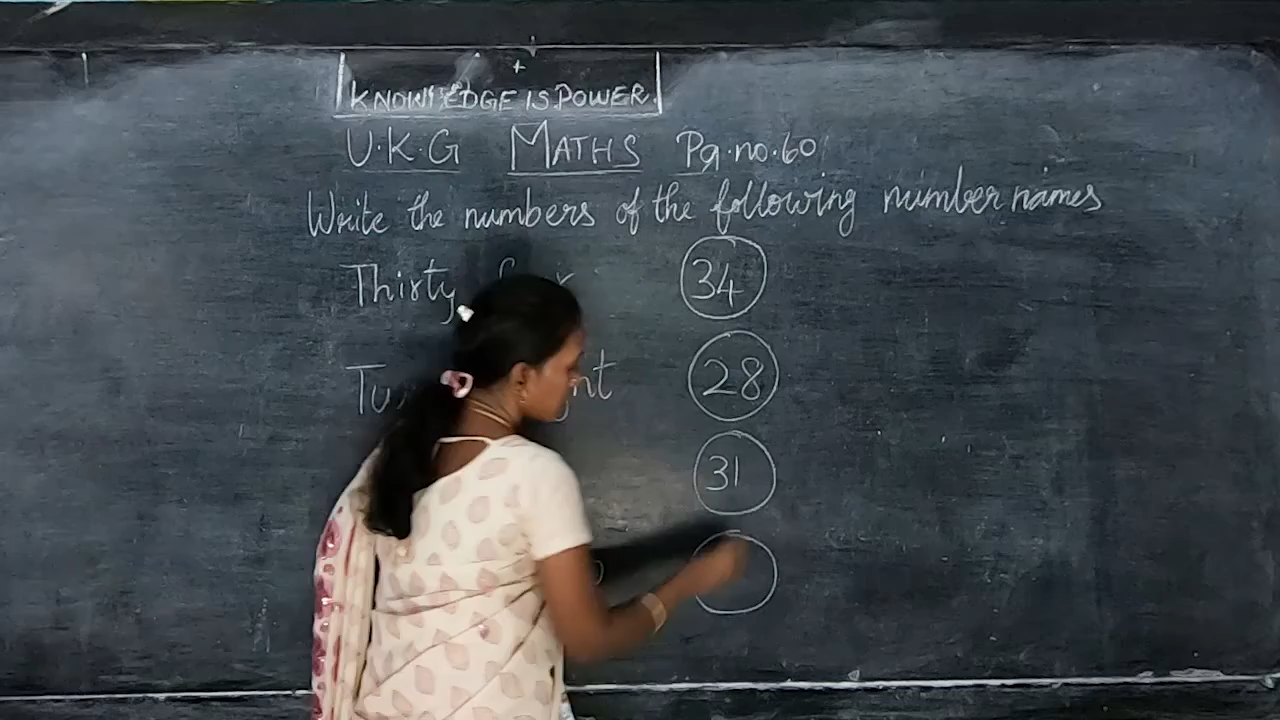 KNOWLEDGE IS POWER.
U.K.G MATHS Pg.no.60
Write the numbers of the following number names
Thirty 34
28
31